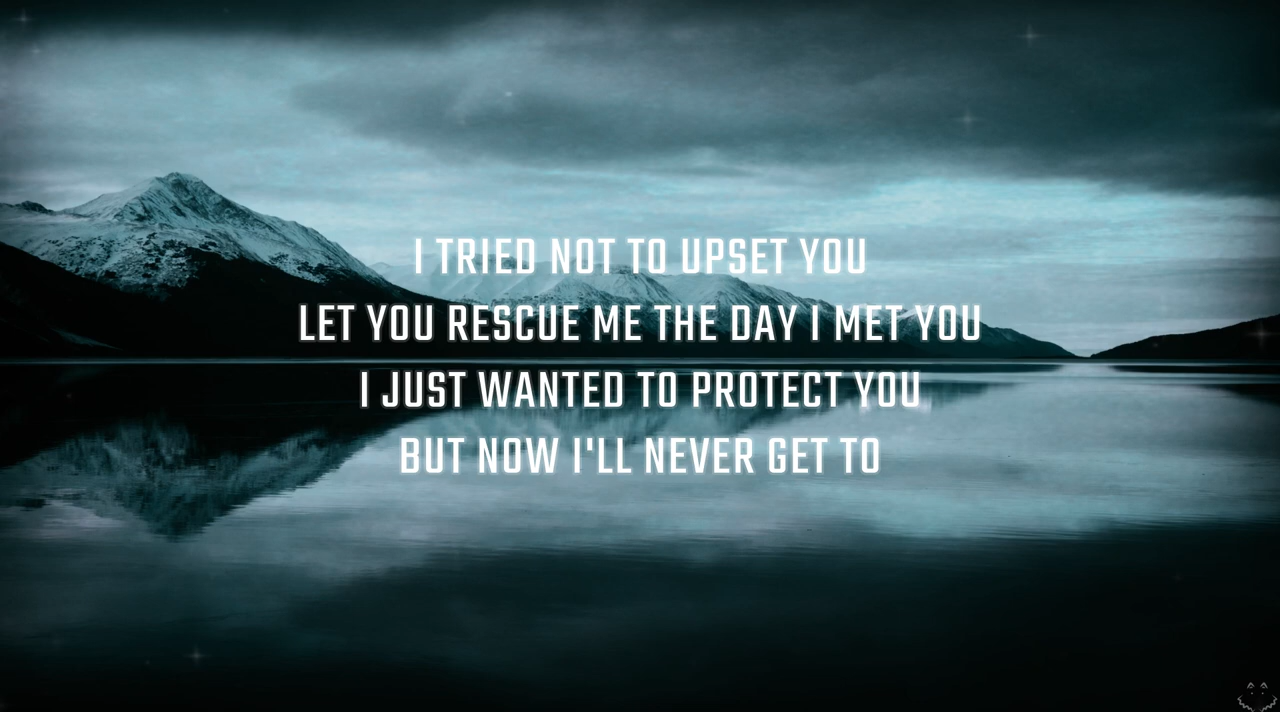 I TRIED NOT TO UPSET YOU
LET YOU RESCUE ME THE DAY I MET YOU
I JUST WANTED TO PROTECT YOU
BUT NOW I'LL NEVER GET TO